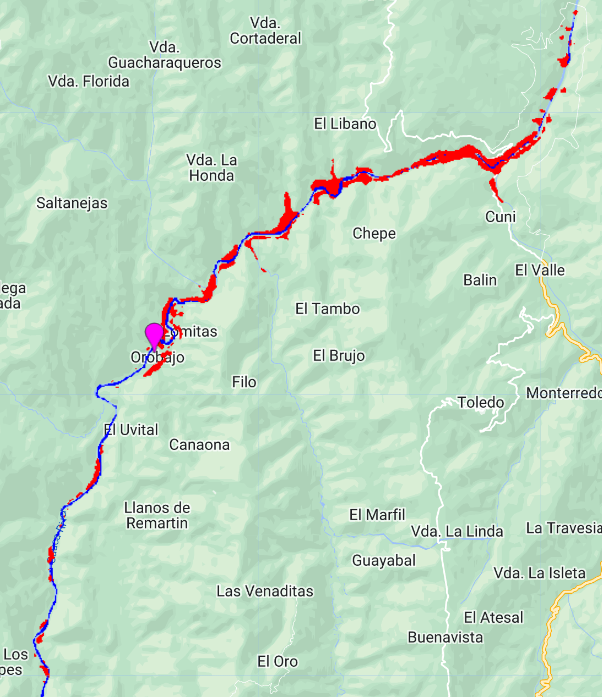 Vda.
Cortaderal
Vda.
Guacharaqueros
Vda. Florida
El Libano
Vda. La
Honda
Saltanejas
Cuni
Chepe
El Valle
Balin
ega
ada
El Tambo
omitas
Orobajo
El Brujo
Filo
Monterredo
Toledo
El Uvital
Canaona
Llanos de
Remartin
El Marfil
Vda. La Linda
La Travesia
Guayabal
Vda. La Isleta
Las Venaditas
El Atesal
Buenavista
Los
pes
El Oro